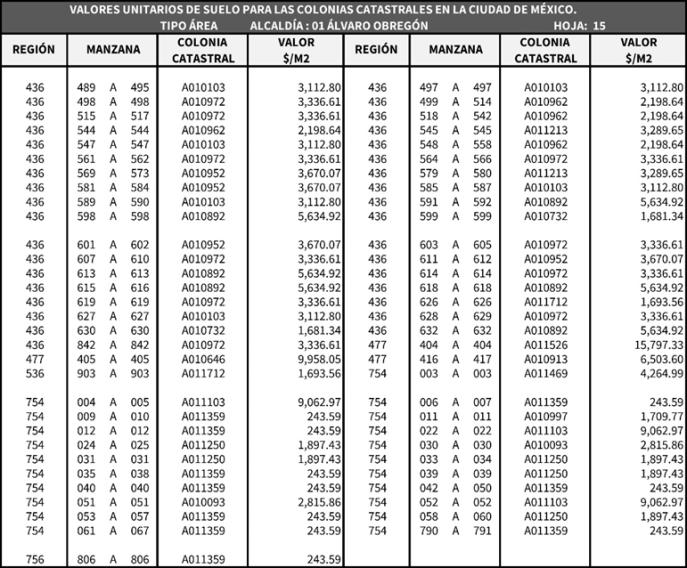 VALORES UNITARIOS DE SUELO PARA LAS COLONIAS CATASTRALES EN LA CIUDAD DE MÉXICO.
TIPO ÁREA ALCALDÍA : 01 ÁLVARO OBREGÓN HOJA: 15
REGIÓN MANZANA COLONIA CATASTRAL VALOR $/M2 REGIÓN MANZANA COLONIA CATASTRAL VALOR $/M2
436 489 A 495 A010103 3,112.80 436 497 A 497 A010103 3,112.80
436 498 A 498 A010972 3,336.61 436 499 A 514 A010962 2,198.64
436 515 A 517 A010972 3,336.61 436 518 A 542 A010962 2,198.64
436 544 A 544 A010962 2,198.64 436 545 A 545 A011213 3,289.65
436 547 A 547 A010103 3,112.80 436 548 A 558 A010962 2,198.64
436 561 A 562 A010972 3,336.61 436 564 A 566 A010972 3,336.61
436 569 A 573 A010952 3,670.07 436 579 A 580 A011213 3,289.65
436 581 A 584 A010952 3,670.07 436 585 A 587 A010103 3,112.80
436 589 A 590 A010103 3,112.80 436 591 A 592 A010892 5,634.92
436 598 A 598 A010892 5,634.92 436 599 A 599 A010732 1,681.34
436 601 A 602 A010952 3,670.07 436 603 A 605 A010972 3,336.61
436 607 A 610 A010972 3,336.61 436 611 A 612 A010952 3,670.07
436 613 A 613 A010892 5,634.92 436 614 A 614 A010972 3,336.61
436 615 A 616 A010892 5,634.92 436 618 A 618 A010892 5,634.92
436 619 A 619 A010972 3,336.61 436 626 A 626 A011712 1,693.56
436 627 A 627 A010103 3,112.80 436 628 A 629 A010972 3,336.61
436 630 A 630 A010732 1,681.34 436 632 A 632 A010892 5,634.92
436 842 A 842 A010972 3,336.61 477 404 A 404 A011526 15,797.33
477 405 A 405 A010646 9,958.05 477 416 A 417 A010913 6,503.60
536 903 A 903 A011712 1,693.56 754 003 A 003 A011469 4,264.99
754 004 A 005 A011103 9,062.97 754 006 A 007 A011359 243.59
754 009 A 010 A011359 243.59 754 011 A 011 A010997 1,709.77
754 012 A 012 A011359 243.59 754 022 A 022 A011103 9,062.97
754 024 A 025 A011250 1,897.43 754 030 A 030 A010093 2,815.86
754 031 A 031 A011250 1,897.43 754 033 A 034 A011250 1,897.43
754 035 A 038 A011359 243.59 754 039 A 039 A011250 1,897.43
754 040 A 040 A011359 243.59 754 042 A 050 A011359 243.59
754 051 A 051 A010093 2,815.86 754 052 A 052 A011103 9,062.97
754 053 A 057 A011359 243.59 754 058 A 060 A011250 1,897.43
754 061 A 067 A011359 243.59 754 790 A 791 A011359 243.59
756 806 A 806 A011359 243.59